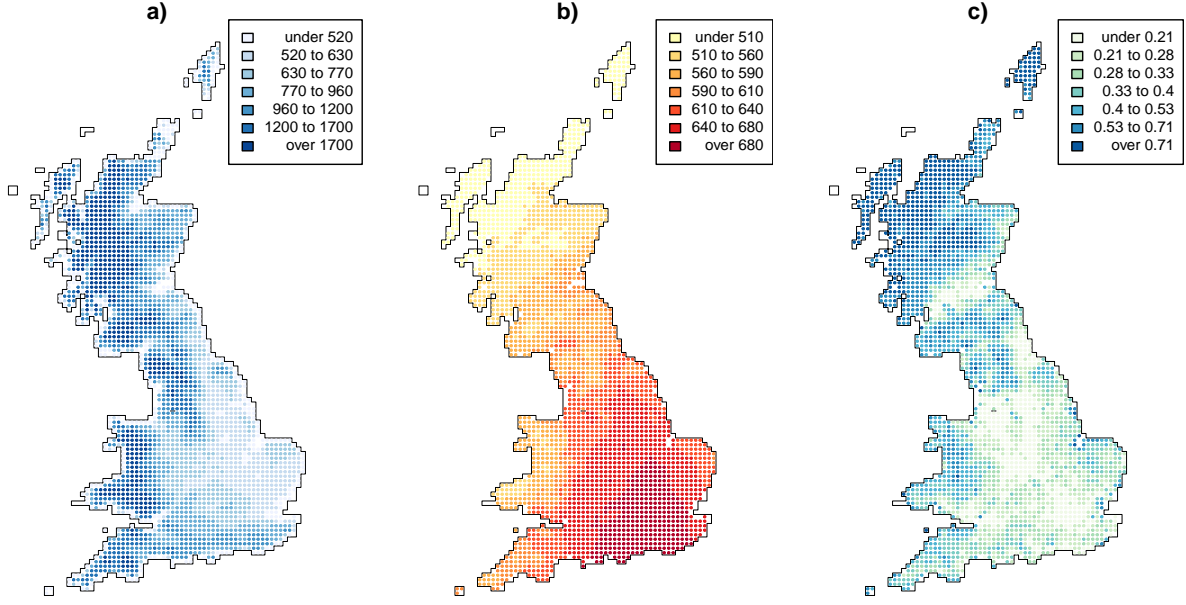 a)
under 520
520 to 630
630 to 770
770 to 960
960 to 1200
1200 to 1700
over 1700
b)
under 510
510 to 560
560 to 590
590 to 610
610 to 640
640 to 680
over 680
c)
under 0.21
0.21 to 0.28
0.28 to 0.33
0.33 to 0.4
0.4 to 0.53
0.53 to 0.71
over 0.71